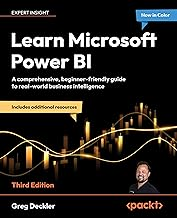 EXPERT INSIGHT
Now in Color
Learn Microsoft
Power BI
A comprehensive, beginner-friendly guide
to real-world business intelligence
Includes additional resources
Third Edition
Greg Deckler
<packt>